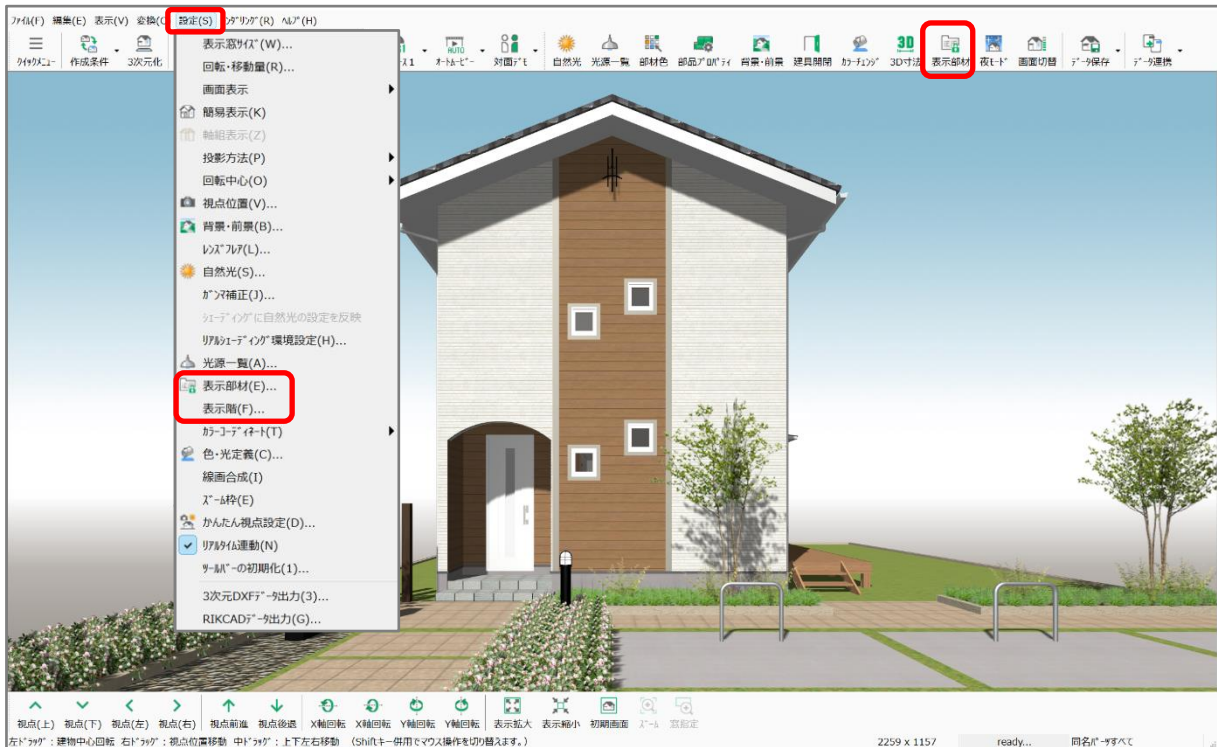 ﾌｧｲﾙ(F) 編集(E) 表示(V) 変換(C 設定(S) ﾝﾀﾞﾘﾝｸﾞ(R) ﾍﾙﾌﾟ(H)
ｸｲｯｸﾒﾆｭｰ 作成条件 3次元化 ｽ1 ｵｰﾄﾑｰﾋﾞｰ 対面ﾃﾞﾓ 自然光 光源一覧 部材色 部品ﾌﾟﾛﾊﾟﾃｨ 背景・前景 建具開閉 ｶﾗｰﾁｪﾝｼﾞ 3D寸法 表示部材 夜ﾓｰﾄﾞ 画面切替 ﾃﾞｰﾀ保存 ﾃﾞｰﾀ連携
AUTO
3D
表示窓ｻｲｽﾞ(W)...
回転・移動量(R)...
画面表示
簡易表示(K)
軸組表示(Z)
投影方法(P)
回転中心(O)
視点位置(V)...
背景・前景(B)...
ﾚﾝｽﾞﾌﾚｱ(L)...
自然光(S)...
ｶﾞﾝﾏ補正(J)...
ｼｪｰﾃﾞｨﾝｸﾞに自然光の設定を反映
ﾘｱﾙｼｪｰﾃﾞｨﾝｸﾞ環境設定(H)...
光源一覧(A)...
表示部材(E)...
表示階(F)...
ｶﾗｰｺｰﾃﾞｨﾈｰﾄ(T)
色・光定義(C)...
線画合成(I)
ｽﾞｰﾑ枠(E)
かんたん視点設定(D)...
ﾘｱﾙﾀｲﾑ連動(N)
ﾂｰﾙﾊﾞｰの初期化(1)...
3次元DXFﾃﾞｰﾀ出力(3)...
RIKCADﾃﾞｰﾀ出力(G)...
視点(上) 視点(下) 視点(左) 視点(右) 視点前進 視点後退 X軸回転 X軸回転 Y軸回転 Y軸回転 表示拡大 表示縮小 初期画面 ｽﾞｰﾑ 窓指定
左ﾄﾞﾗｯｸﾞ：建物中心回転 右ﾄﾞﾗｯｸﾞ：視点位置移動 中ﾄﾞﾗｯｸﾞ：上下左右移動 （Shiftキー併用でマウス操作を切り替えます。） 2259 x 1157 ready... 同名ﾊﾟｰﾂすべて